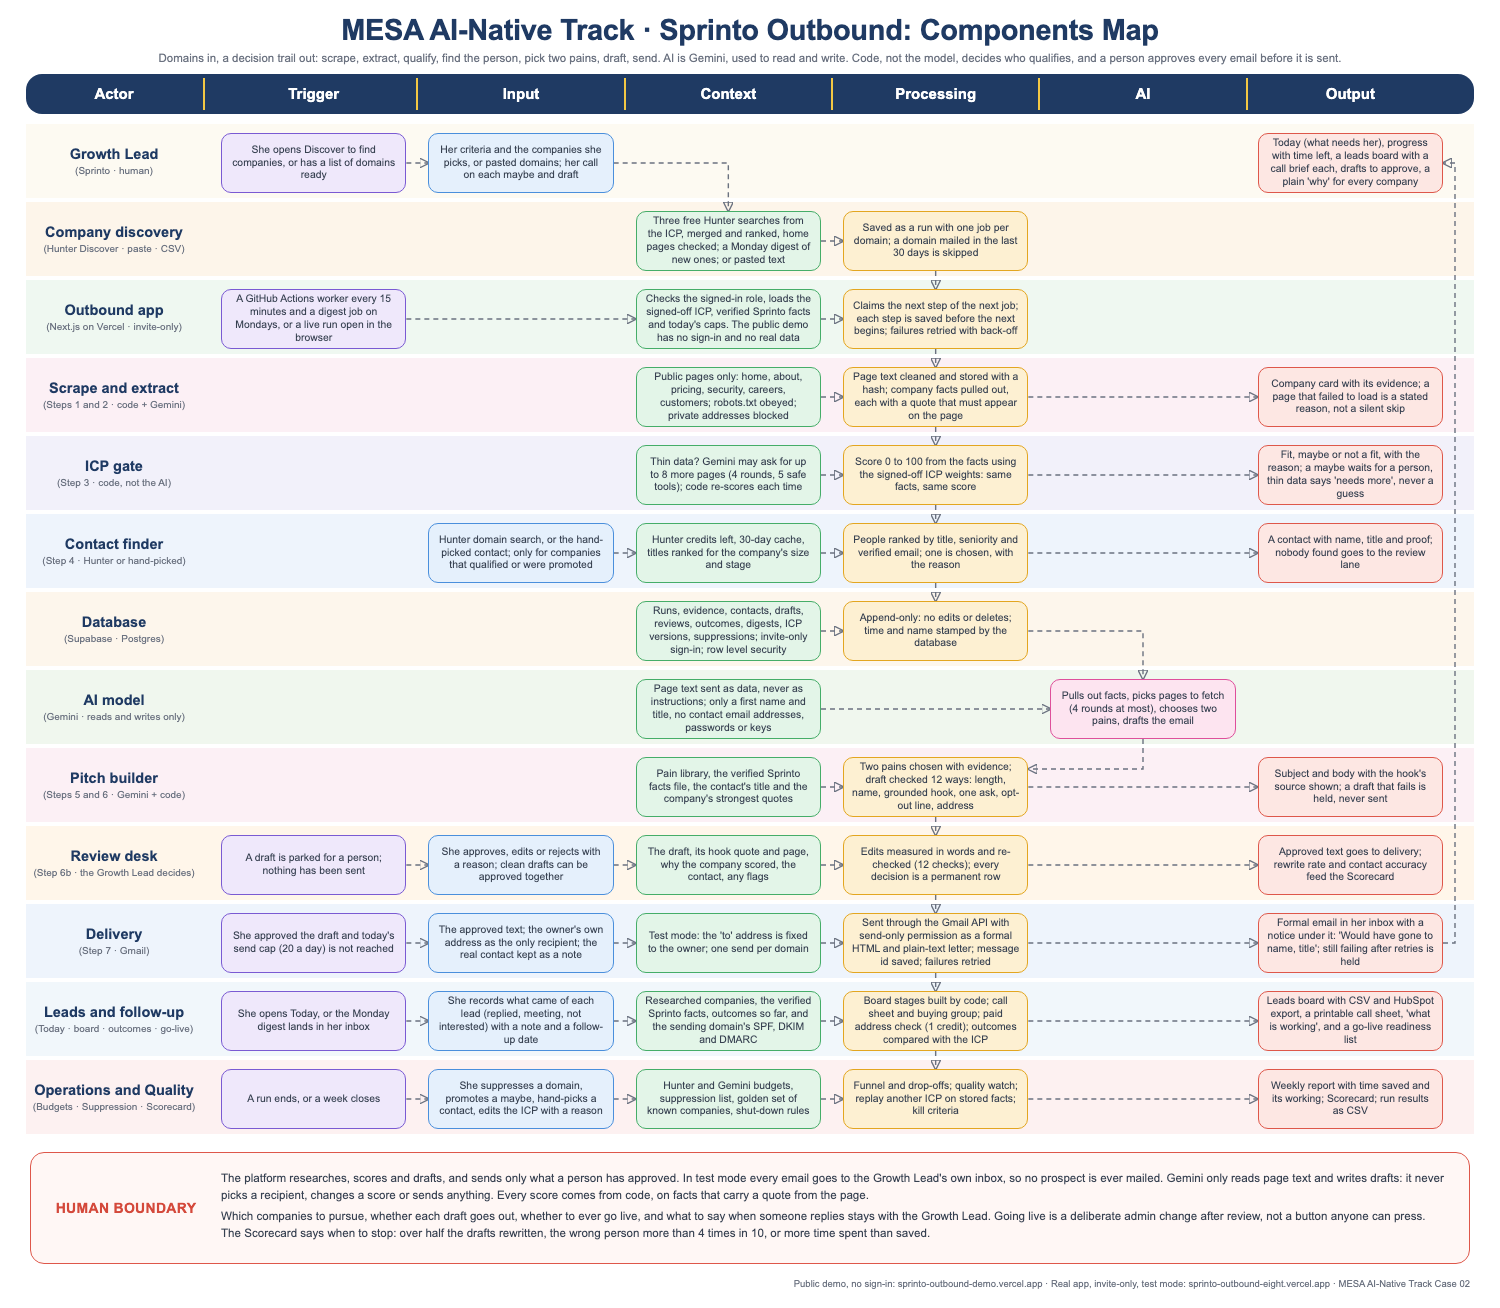 MESA AI-Native Track · Sprinto Outbound: Components Map
Domains in, a decision trail out: scrape, extract, qualify, find the person, pick two pains, draft, send. AI is Gemini, used to read and write. Code, not the model, decides who qualifies, and a person approves every email before it is sent.
Actor
Trigger
Input
Context
Processing
AI
Output
Growth Lead
(Sprinto · human)
She opens Discover to find
companies, or has a list of domains
ready
Her criteria and the companies she
picks, or pasted domains; her call
on each maybe and draft
Today (what needs her), progress
with time left, a leads board with a
call brief each, drafts to approve, a
plain 'why' for every company
Company discovery
(Hunter Discover · paste · CSV)
Three free Hunter searches from
the ICP, merged and ranked, home
pages checked; a Monday digest of
new ones; or pasted text
Saved as a run with one job per
domain; a domain mailed in the last
30 days is skipped
Outbound app
(Next.js on Vercel · invite-only)
A GitHub Actions worker every 15
minutes and a digest job on
Mondays, or a live run open in the
browser
Checks the signed-in role, loads the
signed-off ICP, verified Sprinto facts
and today's caps. The public demo
has no sign-in and no real data
Claims the next step of the next job;
each step is saved before the next
begins; failures retried with back-off
Scrape and extract
(Steps 1 and 2 · code + Gemini)
Public pages only: home, about,
pricing, security, careers,
customers; robots.txt obeyed;
private addresses blocked
Page text cleaned and stored with a
hash; company facts pulled out,
each with a quote that must appear
on the page
Company card with its evidence; a
page that failed to load is a stated
reason, not a silent skip
ICP gate
(Step 3 · code, not the AI)
Thin data? Gemini may ask for up
to 8 more pages (4 rounds, 5 safe
tools); code re-scores each time
Score 0 to 100 from the facts using
the signed-off ICP weights: same
facts, same score
Fit, maybe or not a fit, with the
reason; a maybe waits for a person,
thin data says 'needs more', never a
guess
Contact finder
(Step 4 · Hunter or hand-picked)
Hunter domain search, or the hand-
picked contact; only for companies
that qualified or were promoted
Hunter credits left, 30-day cache,
titles ranked for the company's size
and stage
People ranked by title, seniority and
verified email; one is chosen, with
the reason
A contact with name, title and proof;
nobody found goes to the review
lane
Database
(Supabase · Postgres)
Runs, evidence, contacts, drafts,
reviews, outcomes, digests, ICP
versions, suppressions; invite-only
sign-in; row level security
Append-only: no edits or deletes;
time and name stamped by the
database
AI model
(Gemini · reads and writes only)
Page text sent as data, never as
instructions; only a first name and
title, no contact email addresses,
passwords or keys
Pulls out facts, picks pages to fetch
(4 rounds at most), chooses two
pains, drafts the email
Pitch builder
(Steps 5 and 6 · Gemini + code)
Pain library, the verified Sprinto
facts file, the contact's title and the
company's strongest quotes
Two pains chosen with evidence;
draft checked 12 ways: length,
name, grounded hook, one ask, opt-
out line, address
Subject and body with the hook's
source shown; a draft that fails is
held, never sent
Review desk
(Step 6b · the Growth Lead decides)
A draft is parked for a person;
nothing has been sent
She approves, edits or rejects with
a reason; clean drafts can be
approved together
The draft, its hook quote and page,
why the company scored, the
contact, any flags
Edits measured in words and re-
checked (12 checks); every
decision is a permanent row
Approved text goes to delivery;
rewrite rate and contact accuracy
feed the Scorecard
Delivery
(Step 7 · Gmail)
She approved the draft and today's
send cap (20 a day) is not reached
The approved text; the owner's own
address as the only recipient; the
real contact kept as a note
Test mode: the 'to' address is fixed
to the owner; one send per domain
Sent through the Gmail API with
send-only permission as a formal
HTML and plain-text letter; message
id saved; failures retried
Formal email in her inbox with a
notice under it: 'Would have gone to
name, title'; still failing after retries is
held
Leads and follow-up
(Today · board · outcomes · go-live)
She opens Today, or the Monday
digest lands in her inbox
She records what came of each
lead (replied, meeting, not
interested) with a note and a follow-
up date
Researched companies, the verified
Sprinto facts, outcomes so far, and
the sending domain's SPF, DKIM
and DMARC
Board stages built by code; call
sheet and buying group; paid
address check (1 credit); outcomes
compared with the ICP
Leads board with CSV and HubSpot
export, a printable call sheet, 'what
is working', and a go-live readiness
list
Operations and Quality
(Budgets · Suppression · Scorecard)
A run ends, or a week closes
She suppresses a domain,
promotes a maybe, hand-picks a
contact, edits the ICP with a reason
Hunter and Gemini budgets,
suppression list, golden set of
known companies, shut-down rules
Funnel and drop-offs; quality watch;
replay another ICP on stored facts;
kill criteria
Weekly report with time saved and
its working; Scorecard; run results
as CSV
HUMAN BOUNDARY
The platform researches, scores and drafts, and sends only what a person has approved. In test mode every email goes to the Growth Lead's own inbox, so no prospect is ever mailed. Gemini only reads page text and writes drafts: it never
picks a recipient, changes a score or sends anything. Every score comes from code, on facts that carry a quote from the page.
Which companies to pursue, whether each draft goes out, whether to ever go live, and what to say when someone replies stays with the Growth Lead. Going live is a deliberate admin change after review, not a button anyone can press.
The Scorecard says when to stop: over half the drafts rewritten, the wrong person more than 4 times in 10, or more time spent than saved.
Public demo, no sign-in: sprinto-outbound-demo.vercel.app · Real app, invite-only, test mode: sprinto-outbound-eight.vercel.app · MESA AI-Native Track Case 02